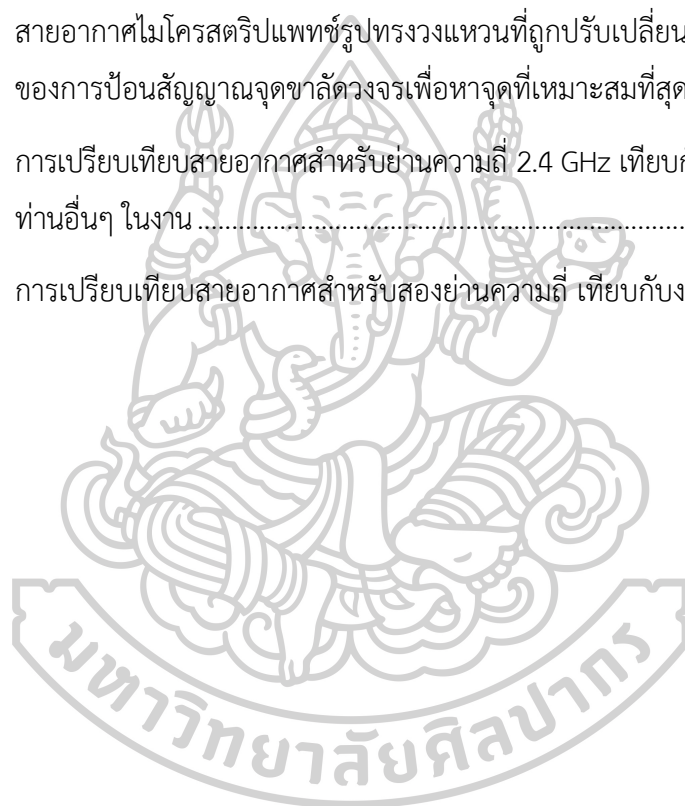 สายอากาศไมโครสตริปแพทช์รูปทรงวงแหวนที่ถูกปรับเปลี่ยน
ของการป้อนสัญญาณจุดขาลัดวงจรเพื่อหาจุดที่เหมาะสมที่สุด
การเปรียบเทียบสายอากาศสำหรับย่านความถี่ 2.4 GHz เทียบกั
ท่านอื่นๆ ในงาน ......................................................................
การเปรียบเทียบสายอากาศสำหรับสองย่านความถี่ เทียบกับง
มหาวิทยาลัยศิลปากร